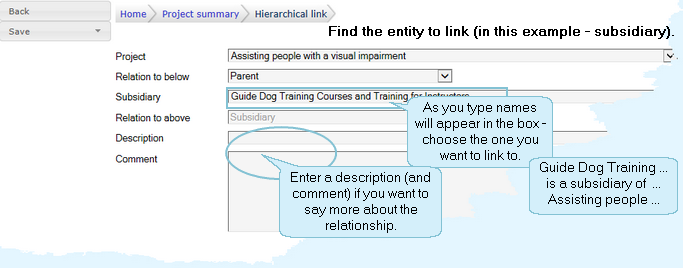 Back
Save
Home Project summary Hierarchical link
Find the entity to link (in this example - subsidiary).
Project Assisting people with a visual impairment
Relation to below Parent
Subsidiary Guide Dog Training Courses and Training for Instructors
Relation to above Subsidiary
Description
Comment
As you type names
will appear in the box -
choose the one you
want to link to.
Enter a description (and
comment) if you want to
say more about the
relationship.
Guide Dog Training ...
is a subsidiary of ...
Assisting people ...